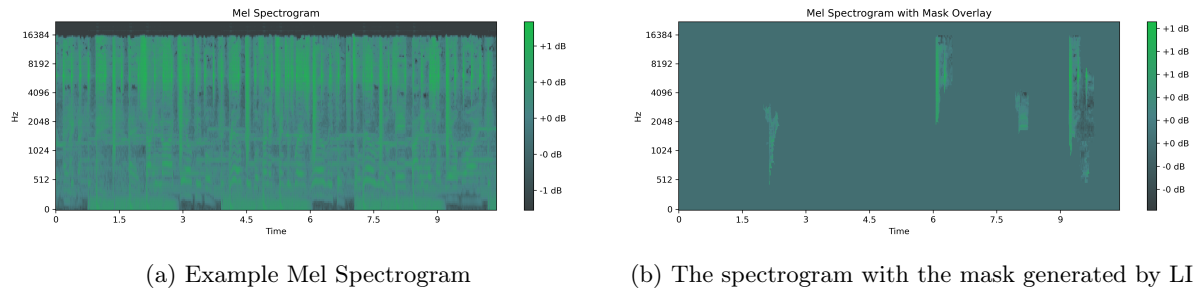 Mel Spectrogram
Hz
16384
8192
4096
2048
1024
512
0
0
1.5
3
4.5
6
7.5
9
Time
+1 dB
+0 dB
+0 dB
-0 dB
-1 dB
(a) Example Mel Spectrogram
Mel Spectrogram with Mask Overlay
Hz
16384
8192
4096
2048
1024
512
0
0
1.5
3
4.5
6
7.5
9
Time
+1 dB
+1 dB
+1 dB
+0 dB
+0 dB
+0 dB
-0 dB
-0 dB
(b) The spectrogram with the mask generated by LI